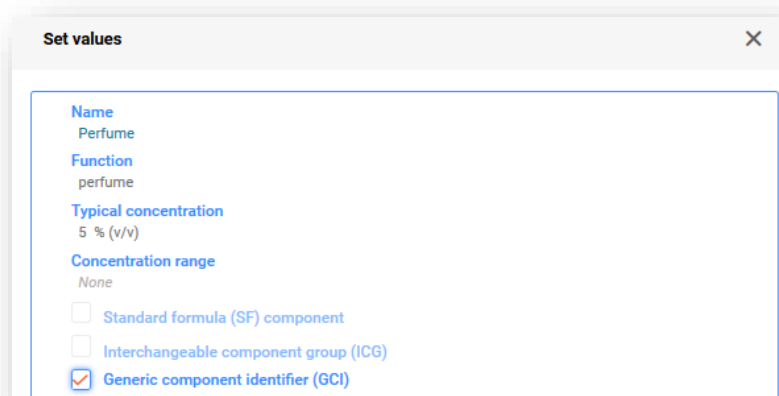 Set values
Name
Perfume
Function
perfume
Typical concentration
5 % (v/v)
Concentration range
None
Standard formula (SF) component
Interchangeable component group (ICG)
Generic component identifier (GCI)